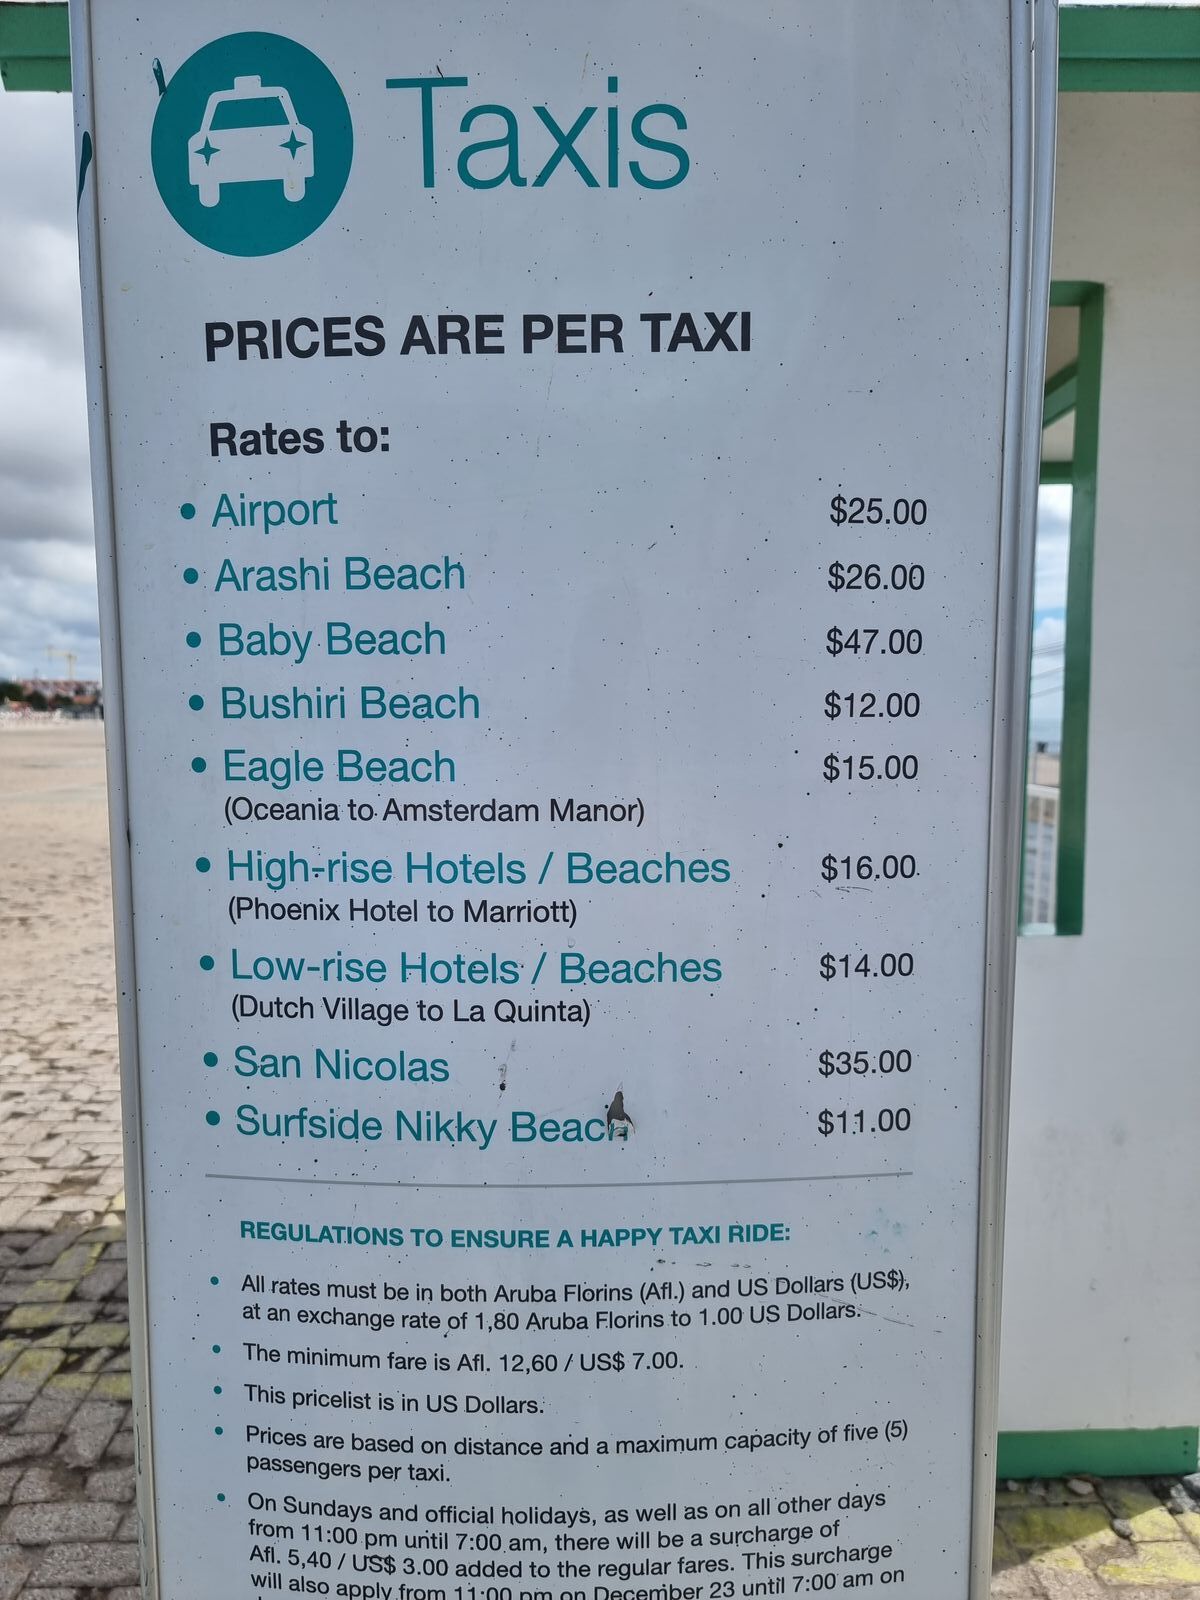 Taxis
PRICES ARE PER TAXI
Rates to:
• Airport $25.00
• Arashi Beach $26.00
• Baby Beach $47.00
• Bushiri Beach $12.00
• Eagle Beach $15.00
(Oceania to Amsterdam Manor)
• High-rise Hotels / Beaches $16.00
(Phoenix Hotel to Marriott)
• Low-rise Hotels / Beaches $14.00
(Dutch Village to La Quinta)
• San Nicolas $35.00
• Surfside Nikky Beach $11.00
REGULATIONS TO ENSURE A HAPPY TAXI RIDE:
• All rates must be in both Aruba Florins (Afl.) and US Dollars (US$),
at an exchange rate of 1,80 Aruba Florins to 1.00 US Dollars.
• The minimum fare is Afl. 12,60 / US$ 7.00.
• This pricelist is in US Dollars.
• Prices are based on distance and a maximum capacity of five (5)
passengers per taxi.
• On Sundays and official holidays, as well as on all other days
from 11:00 pm until 7:00 am, there will be a surcharge of
Afl. 5,40 / US$ 3.00 added to the regular fares. This surcharge
will also apply from 11:00 pm on December 23 until 7:00 am on